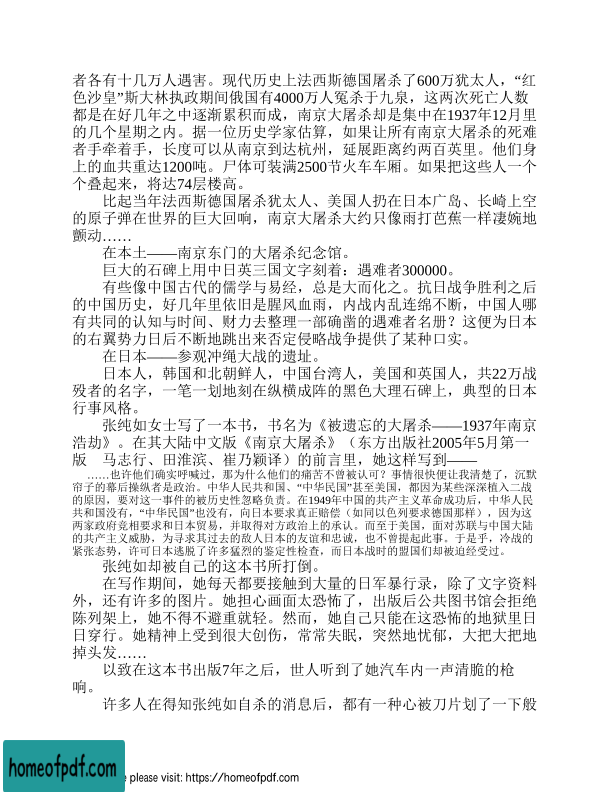 者各有十几万人遇害。现代历史上法西斯德国屠杀了600万犹太人，“红
色沙皇”斯大林执政期间俄国有4000万人冤杀于九泉，这两次死亡人数
都是在好几年之中逐渐累积而成，南京大屠杀却是集中在1937年12月里
的几个星期之内。据一位历史学家估算，如果让所有南京大屠杀的死难
者手牵着手，长度可以从南京到达杭州，延展距离约两百英里。他们身
上的血共重达1200吨。尸体可装满2500节火车车厢。如果把这些人一个
个叠起来，将达74层楼高。
比起当年法西斯德国屠杀犹太人、美国人扔在日本广岛、长崎上空
的原子弹在世界的巨大回响，南京大屠杀大约只像雨打芭蕉一样凄婉地
颤动……
在本土——南京东门的大屠杀纪念馆。
巨大的石碑上用中日英三国文字刻着：遇难者300000。
有些像中国古代的儒学与易经，总是大而化之。抗日战争胜利之后
的中国历史，好几年里依旧是腥风血雨，内战内乱连绵不断，中国人哪
有共同的认知与时间、财力去整理一部确凿的遇难者名册？这便为日本
的右翼势力日后不断地跳出来否定侵略战争提供了某种口实。
在日本——参观冲绳大战的遗址。
日本人，韩国和北朝鲜人，中国台湾人，美国和英国人，共22万战
殁者的名字，一笔一划地刻在纵横成阵的黑色大理石碑上，典型的日本
行事风格。
张纯如女士写了一本书，书名为《被遗忘的大屠杀——1937年南京
浩劫》。在其大陆中文版《南京大屠杀》（东方出版社2005年5月第一
版　马志行、田淮滨、崔乃颖译）的前言里，她这样写到——
……也许他们确实呼喊过，那为什么他们的痛苦不曾被认可？事情很快便让我清楚了，沉默
帘子的幕后操纵者是政治。中华人民共和国、“中华民国”甚至美国，都因为某些深深植入二战
的原因，要对这一事件的被历史性忽略负责。在1949年中国的共产主义革命成功后，中华人民
共和国没有，“中华民国”也没有，向日本要求真正赔偿（如同以色列要求德国那样），因为这
两家政府竞相要求和日本贸易，并取得对方政治上的承认。而至于美国，面对苏联与中国大陆
的共产主义威胁，为寻求其过去的敌人日本的友谊和忠诚，也不曾提起此事。于是乎，冷战的
紧张态势，许可日本逃脱了许多猛烈的鉴定性检查，而日本战时的盟国们却被迫经受过。
张纯如却被自己的这本书所打倒。
在写作期间，她每天都要接触到大量的日军暴行录，除了文字资料
外，还有许多的图片。她担心画面太恐怖了，出版后公共图书馆会拒绝
陈列架上，她不得不避重就轻。然而，她自己只能在这恐怖的地狱里日
日穿行。她精神上受到很大创伤，常常失眠，突然地忧郁，大把大把地
掉头发……
以致在这本书出版7年之后，世人听到了她汽车内一声清脆的枪
响。
许多人在得知张纯如自杀的消息后，都有一种心被刀片划了一下般
homeofpdf.com
e please visit: https://homeofpdf.com